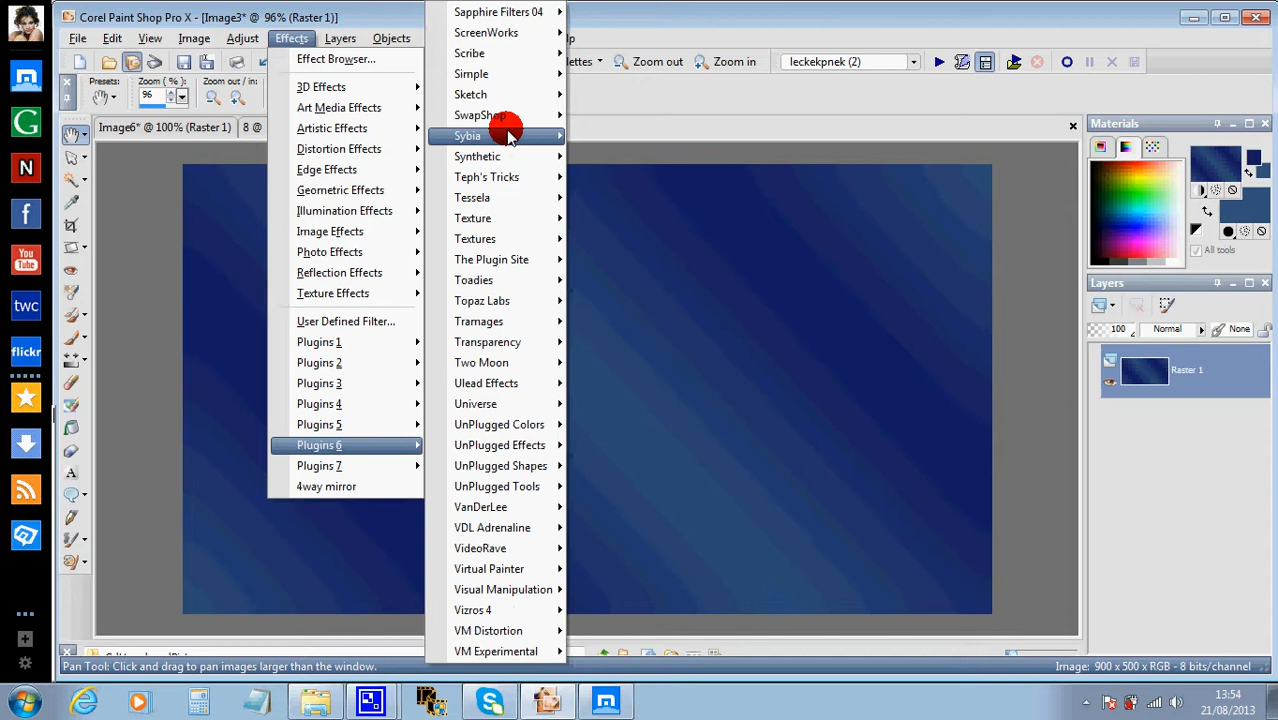 Corel Paint Shop Pro X - [Image3* @ 96% (Raster 1)]
File Edit View Image Adjust Effects Layers Objects
Presets: Zoom ( % ): Zoom out / in:
96
Zoom out Zoom in leckekpnek (2)
Image6* @ 100% (Raster 1) 8 @
Effect Browser...
3D Effects
Art Media Effects
Artistic Effects
Distortion Effects
Edge Effects
Geometric Effects
Illumination Effects
Image Effects
Photo Effects
Reflection Effects
Texture Effects
User Defined Filter...
Plugins 1
Plugins 2
Plugins 3
Plugins 4
Plugins 5
Plugins 6
Plugins 7
4way mirror
Sapphire Filters 04
ScreenWorks
Scribe
Simple
Sketch
SwapShop
Sybia
Synthetic
Teph's Tricks
Tessela
Texture
Textures
The Plugin Site
Toadies
Topaz Labs
Tramages
Transparency
Two Moon
Ulead Effects
Universe
UnPlugged Colors
UnPlugged Effects
UnPlugged Shapes
UnPlugged Tools
VanDerLee
VDL Adrenaline
VideoRave
Virtual Painter
Visual Manipulation
Vizros 4
VM Distortion
VM Experimental
Materials
All tools
Layers
100 Normal None
Raster 1
G
N
f
You
Tube
twc
flickr
A
Pan Tool: Click and drag to pan images larger than the window.
Image: 900 x 500 x RGB - 8 bits/channel
13:54
21/08/2013